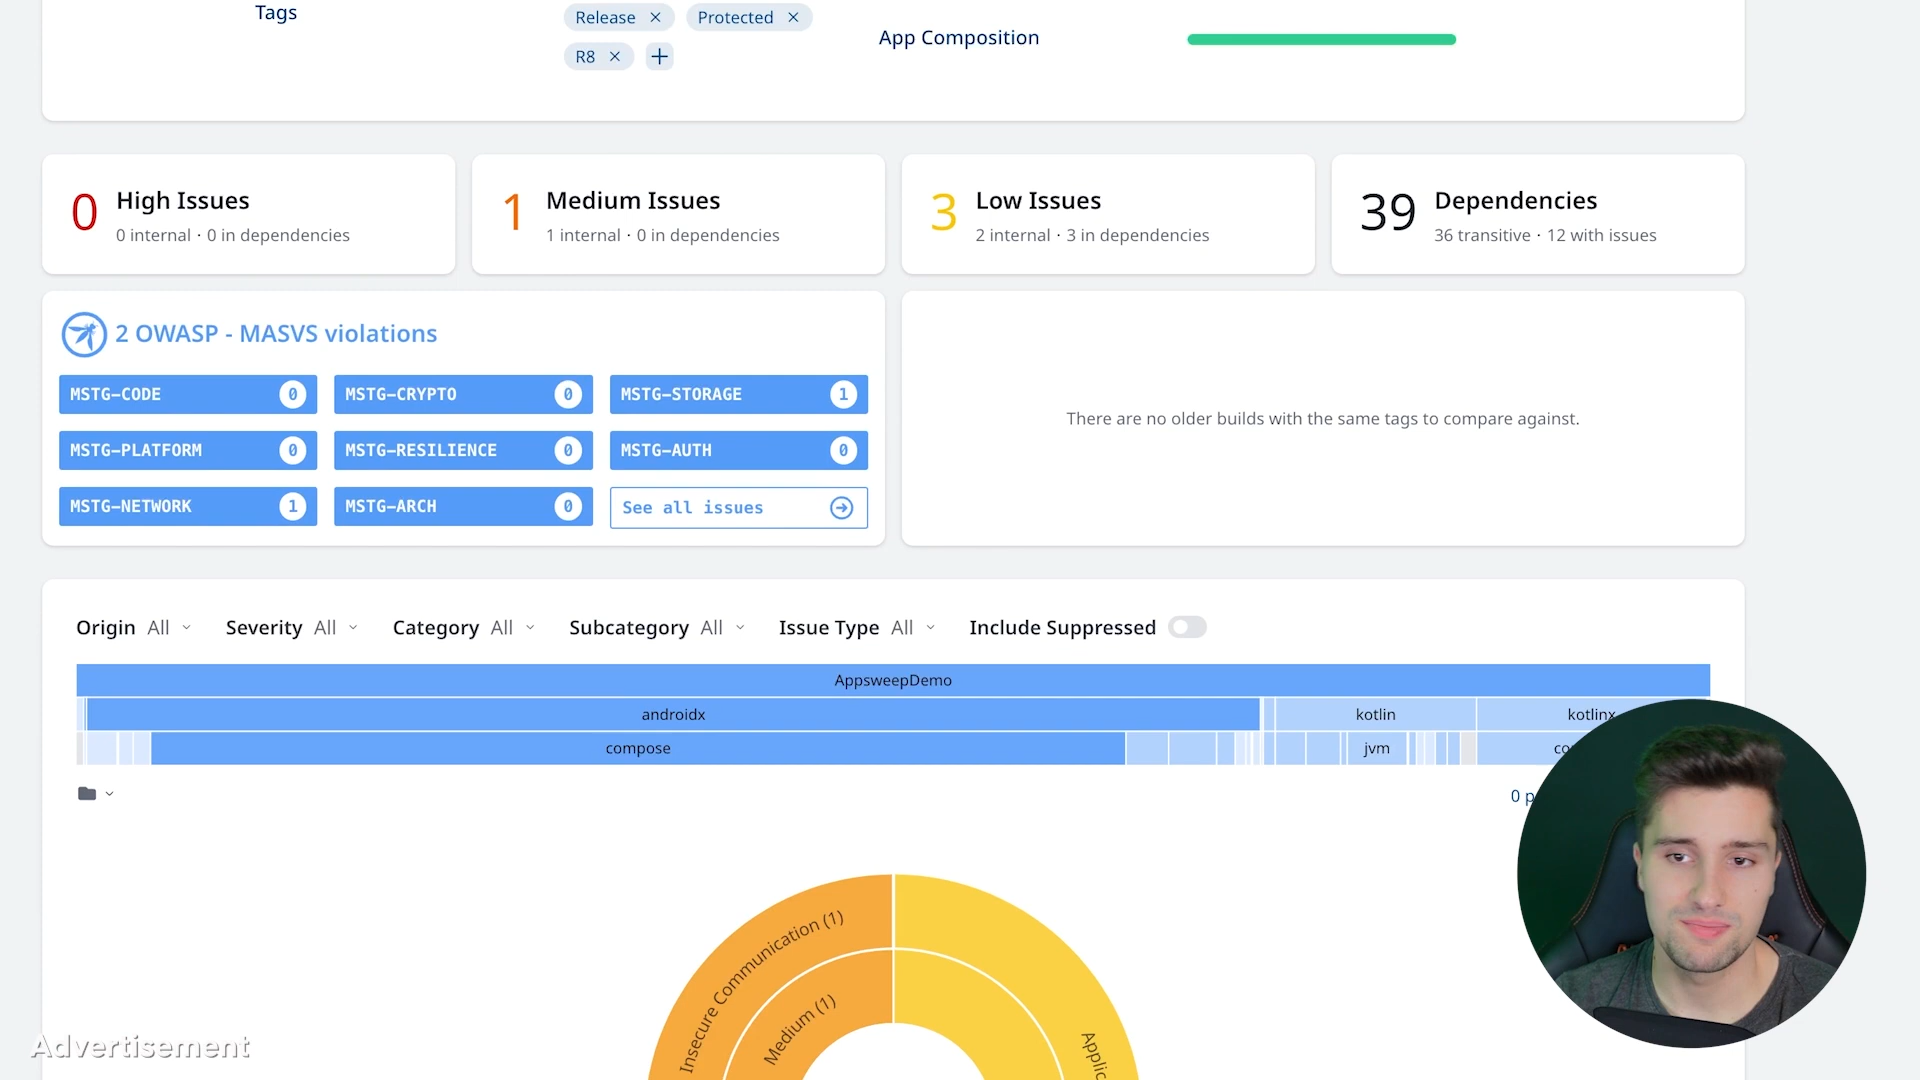 Tags
Release
Protected
R8
App Composition
0 High Issues
0 internal · 0 in dependencies
1 Medium Issues
1 internal · 0 in dependencies
3 Low Issues
2 internal · 3 in dependencies
39 Dependencies
36 transitive · 12 with issues
2 OWASP - MASVS violations
MSTG-CODE 0
MSTG-CRYPTO 0
MSTG-STORAGE 1
MSTG-PLATFORM 0
MSTG-RESILIENCE 0
MSTG-AUTH 0
MSTG-NETWORK 1
MSTG-ARCH 0
See all issues
There are no older builds with the same tags to compare against.
Origin All
Severity All
Category All
Subcategory All
Issue Type All
Include Suppressed
AppsweepDemo
androidx
kotlin
kotlinx
compose
jvm
0
Insecure Communication (1)
Medium (1)
Advertisement